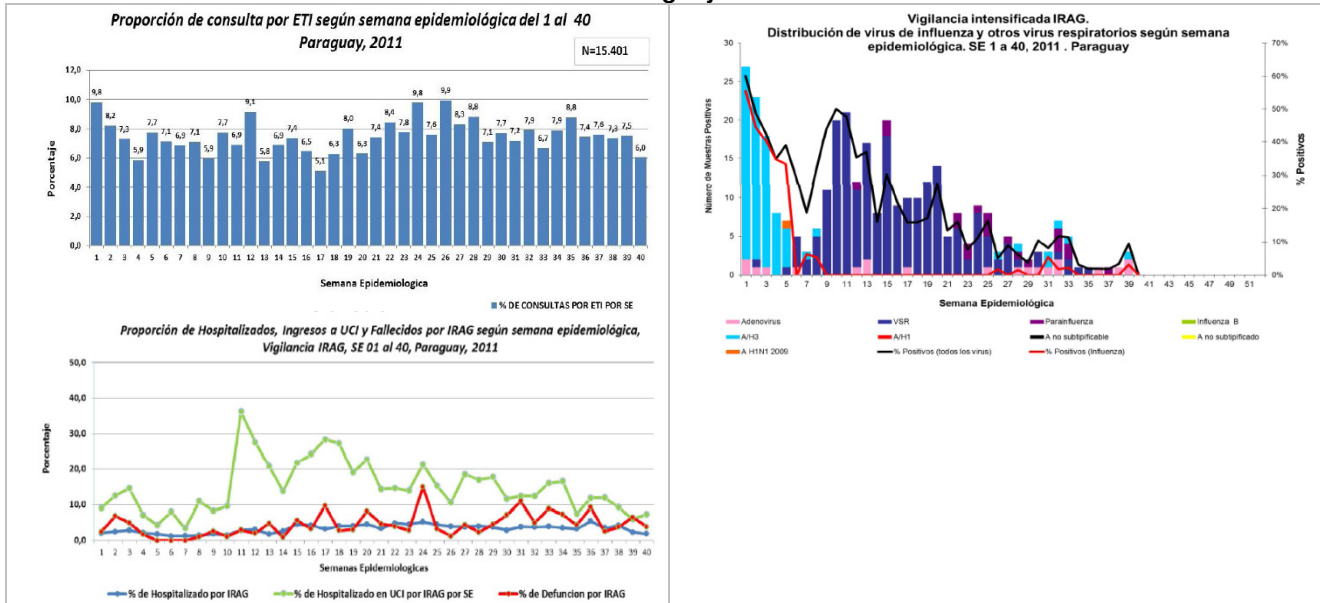 Proporción de consulta por ETI según semana epidemiológica del 1 al 40
Paraguay, 2011
N=15.401
Porcentaje
12,0
10,0
8,0
6,0
4,0
2,0
0,0
9,8 8,2 7,3 5,9 7,7 7,1 6,9 7,1 5,9 7,7 6,9 9,1 5,8 6,9 7,4 6,5 5,1 6,3 8,0 6,3 7,4 8,4 7,8 9,8 7,6 9,9 8,3 8,8 7,1 7,7 7,2 7,9 6,7 7,9 8,8 7,4 7,6 7,3 7,5 6,0
1 2 3 4 5 6 7 8 9 10 11 12 13 14 15 16 17 18 19 20 21 22 23 24 25 26 27 28 29 30 31 32 33 34 35 36 37 38 39 40
Semana Epidemiologica
% DE CONSULTAS POR ETI POR SE
Proporción de Hospitalizados, Ingresos a UCI y Fallecidos por IRAG según semana epidemiológica,
Vigilancia IRAG, SE 01 al 40, Paraguay, 2011
Porcentaje
50,0
40,0
30,0
20,0
10,0
0,0
1 2 3 4 5 6 7 8 9 10 11 12 13 14 15 16 17 18 19 20 21 22 23 24 25 26 27 28 29 30 31 32 33 34 35 36 37 38 39 40
Semanas Epidemiologicas
% de Hospitalizado por IRAG % de Hospitalizado en UCI por IRAG por SE % de Defuncion por IRAG
Vigilancia intensificada IRAG.
Distribución de virus de influenza y otros virus respiratorios según semana
epidemiológica. SE 1 a 40, 2011 . Paraguay
Número de Muestras Positivas
30
25
20
15
10
5
0
70%
60%
50%
40%
30%
20%
10%
0%
% Positivos
1 3 5 7 9 11 13 15 17 19 21 23 25 27 29 31 33 35 37 39 41 43 45 47 49 51
Semana Epidemiológica
Adenovirus VSR Parainfluenza Influenza B
A/H3 A/H1 A no subtipificable A no subtipificado
A H1N1 2009 % Positivos (todos los virus) % Positivos (Influenza)